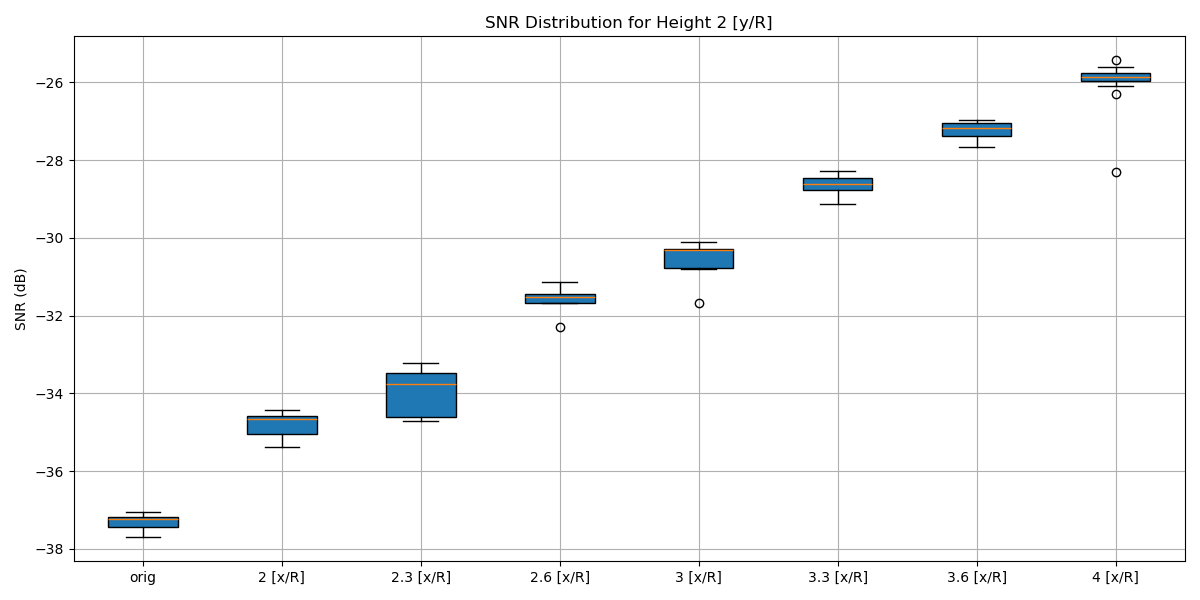 SNR Distribution for Height 2 [y/R]
SNR (dB)
−26
−28
−30
−32
−34
−36
−38
orig 2 [x/R] 2.3 [x/R] 2.6 [x/R] 3 [x/R] 3.3 [x/R] 3.6 [x/R] 4 [x/R]